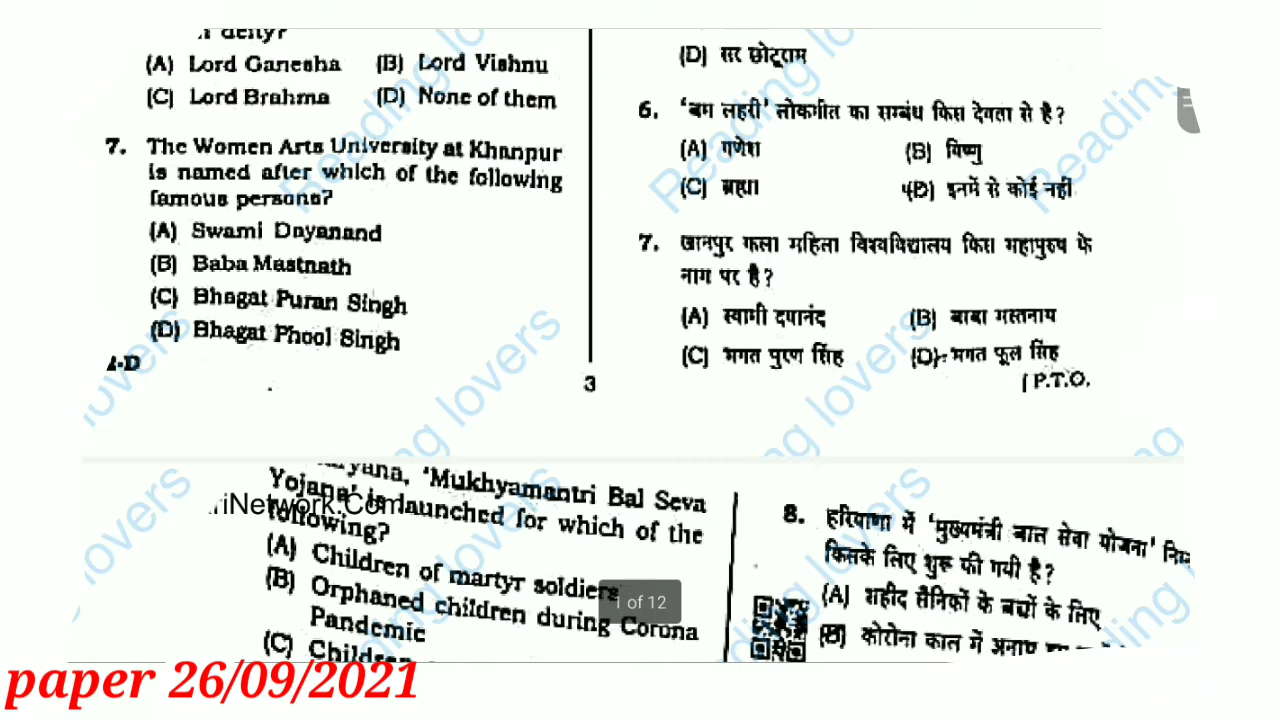 deity?
(A) Lord Ganesha (B) Lord Vishnu
(C) Lord Brahma (D) None of them
7. The Women Arts University at Khanpur
is named after which of the following
famous persons?
(A) Swami Dayanand
(B) Baba Mastnath
(C) Bhagat Puran Singh
(D) Bhagat Phool Singh
-D
3
(D) सर छोटूराम
6. 'बम लहरी' लोकगीत का सम्बंध किस देवता से है?
(A) गणेश (B) विष्णु
(C) ब्रह्मा (D) इनमें से कोई नहीं
7. खानपुर कला महिला विश्वविद्यालय किस महापुरुष के
नाम पर है?
(A) स्वामी दयानंद (B) बाबा मस्तनाथ
(C) भगत पुरण सिंह (D) भगत फूल सिंह
[ P.T.O.
'Mukhyamantri Bal Seva
Yojana' is launched for which of the
following?
(A) Children of martyr soldiers
(B) Orphaned children during Corona
Pandemic
(C) Children
riNetwork.Com
8. हरियाणा में 'मुख्यमंत्री बाल सेवा योजना'
किसके लिए शुरू की गयी है?
(A) शहीद सैनिकों के बच्चों के लिए
(B) कोरोना काल में अनाथ
1 of 12
Reading lovers
paper 26/09/2021